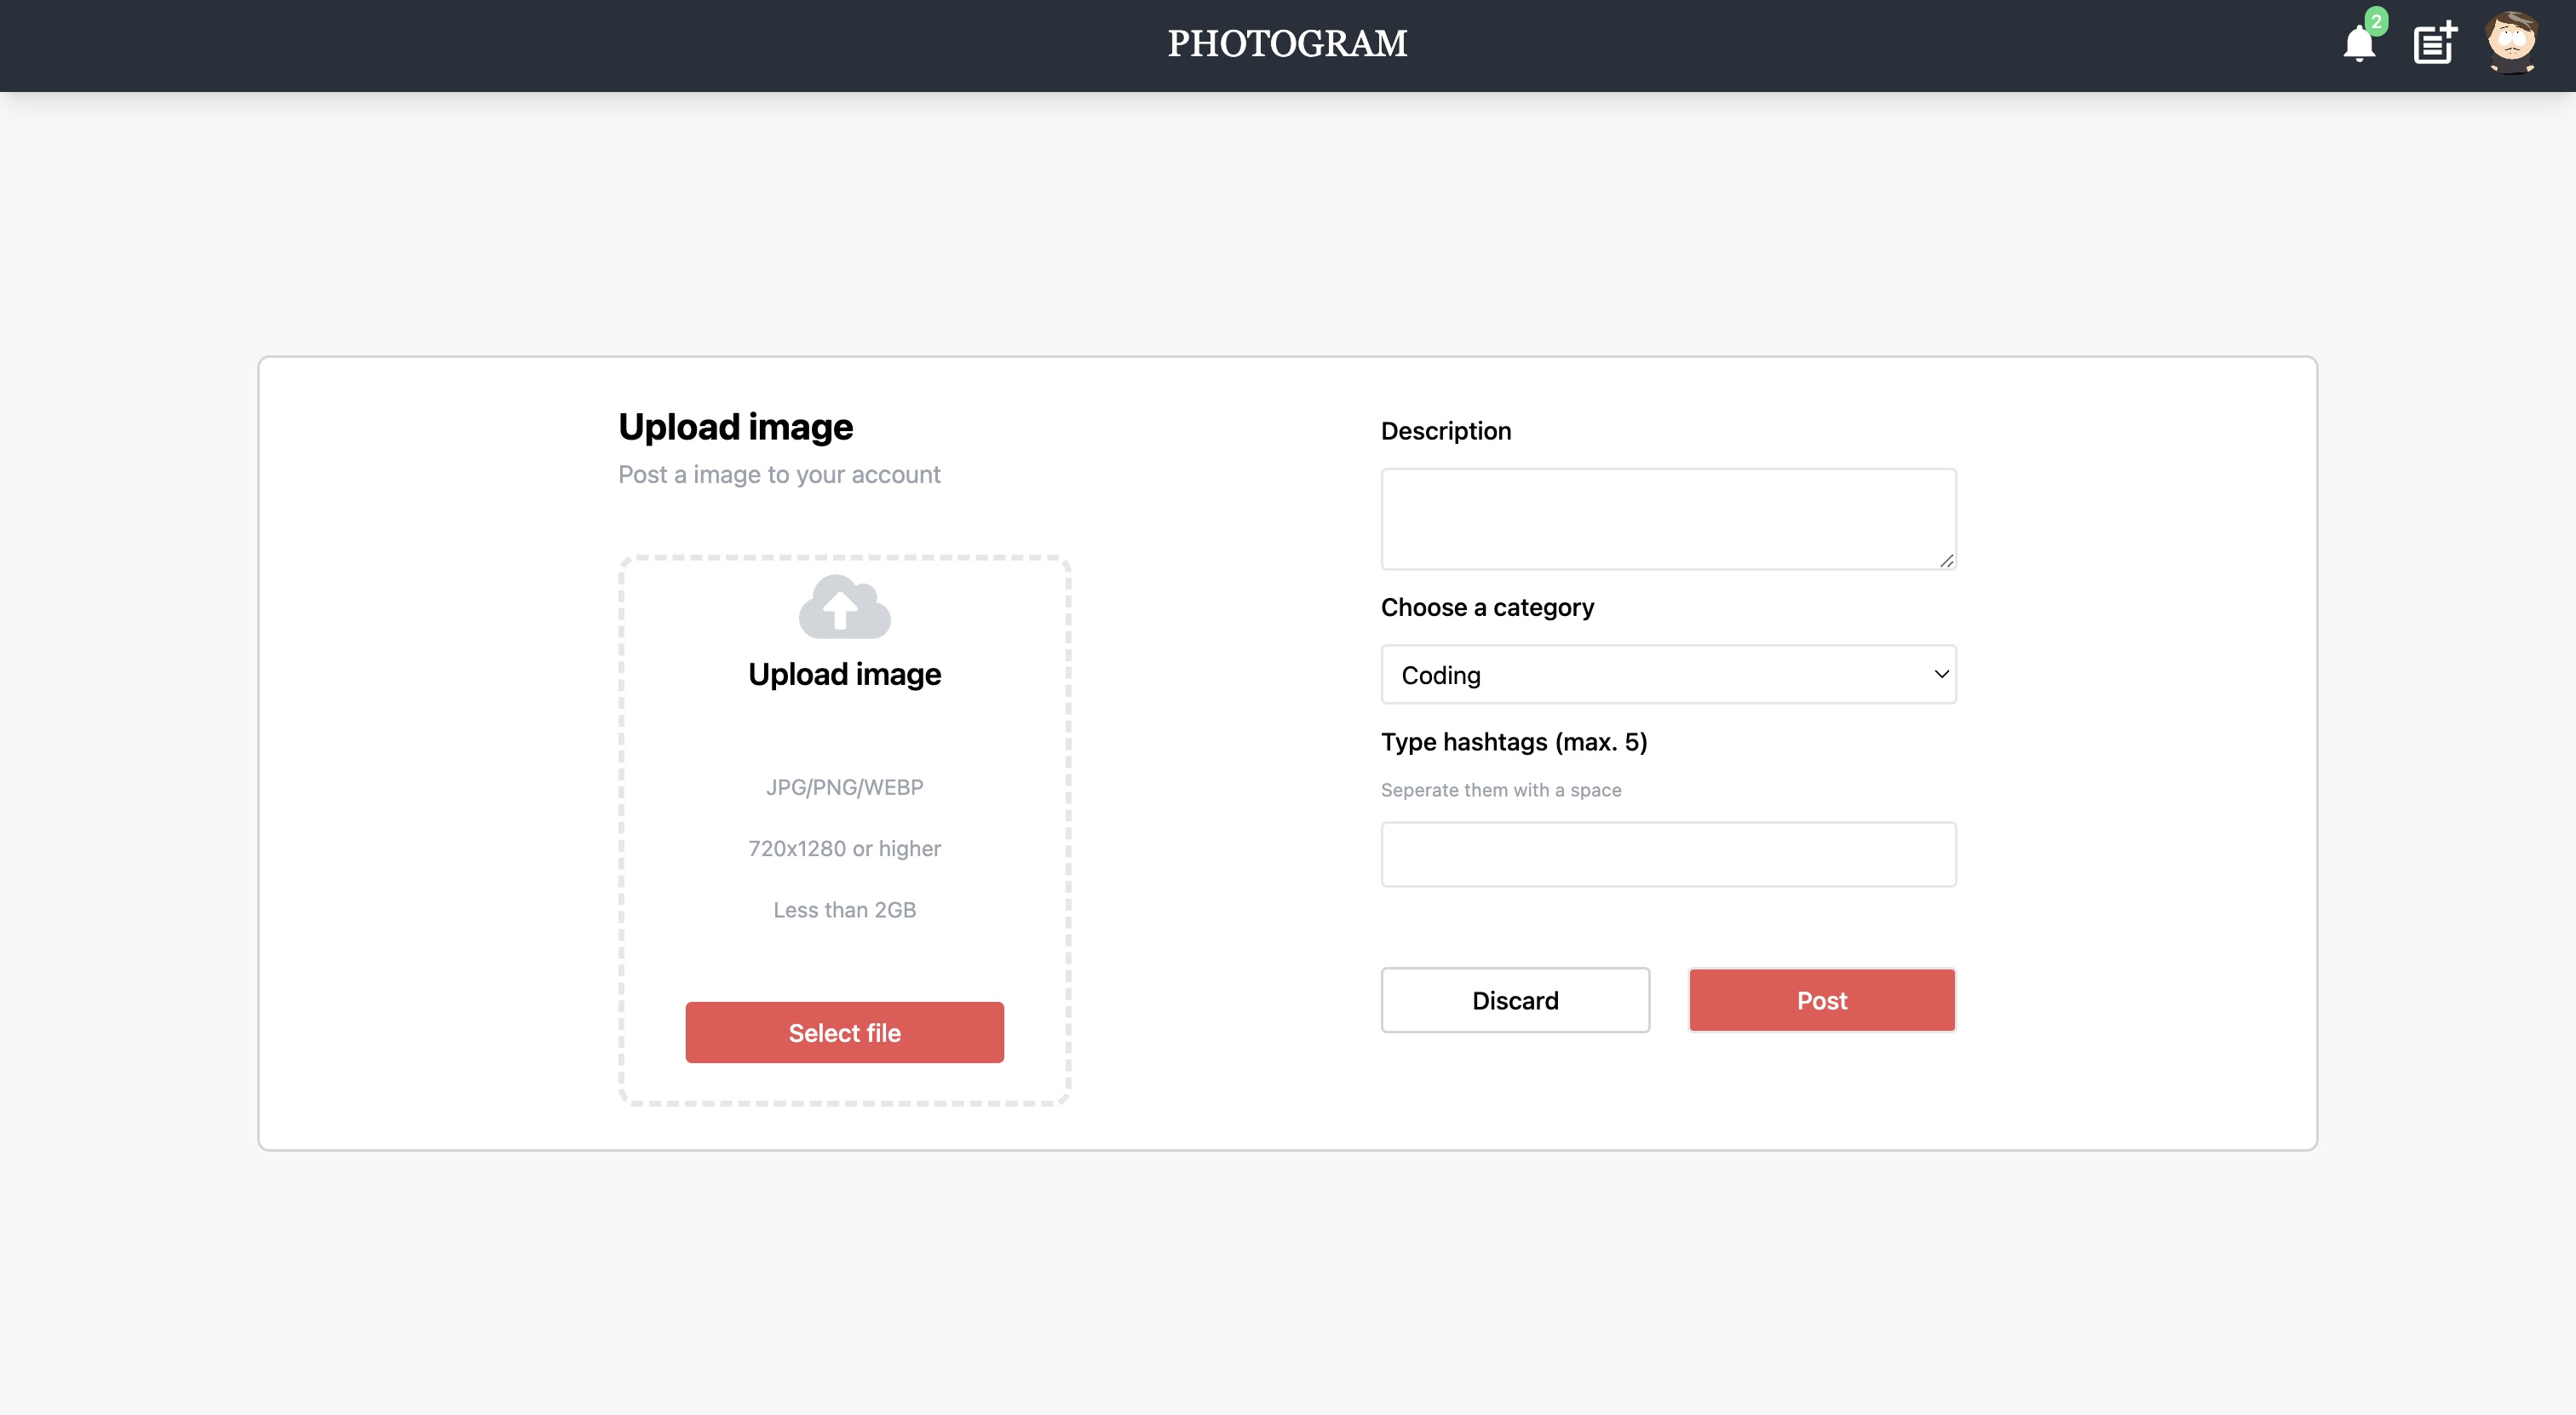 PHOTOGRAM
2
Upload image
Post a image to your account
Upload image
JPG/PNG/WEBP
720x1280 or higher
Less than 2GB
Select file
Description
Choose a category
Coding
Type hashtags (max. 5)
Seperate them with a space
Discard
Post